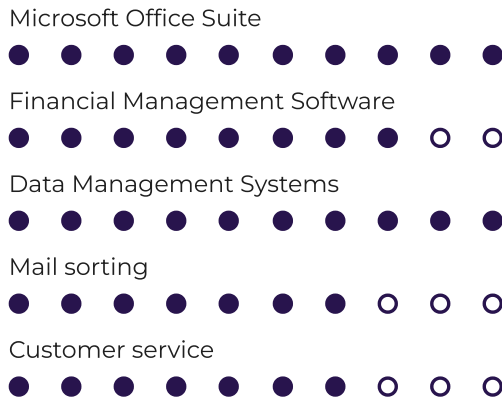 Microsoft Office Suite
Financial Management Software
Data Management Systems
Mail sorting
Customer service